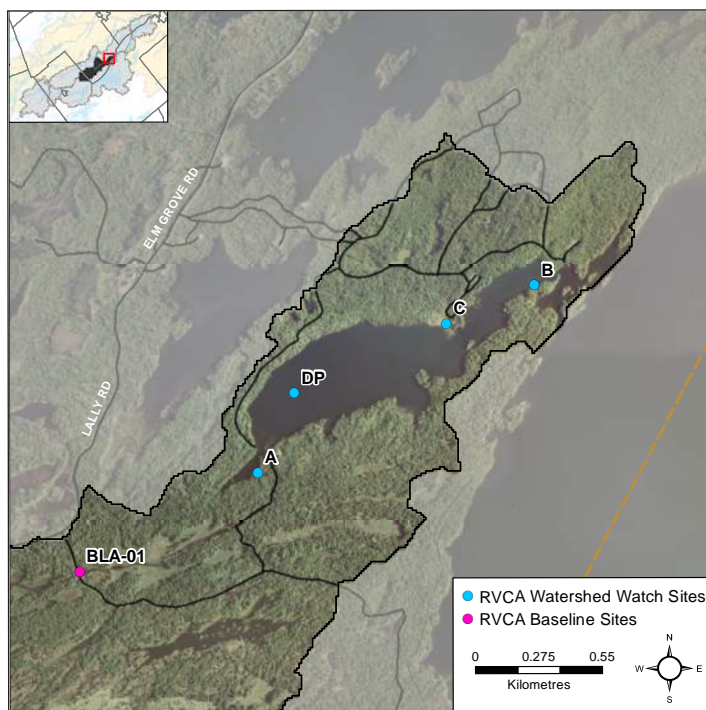 ELM GROVE RD
LALLY RD
B
C
DP
A
BLA-01
RVCA Watershed Watch Sites
RVCA Baseline Sites
0 0.275 0.55
Kilometres
N
W E
S